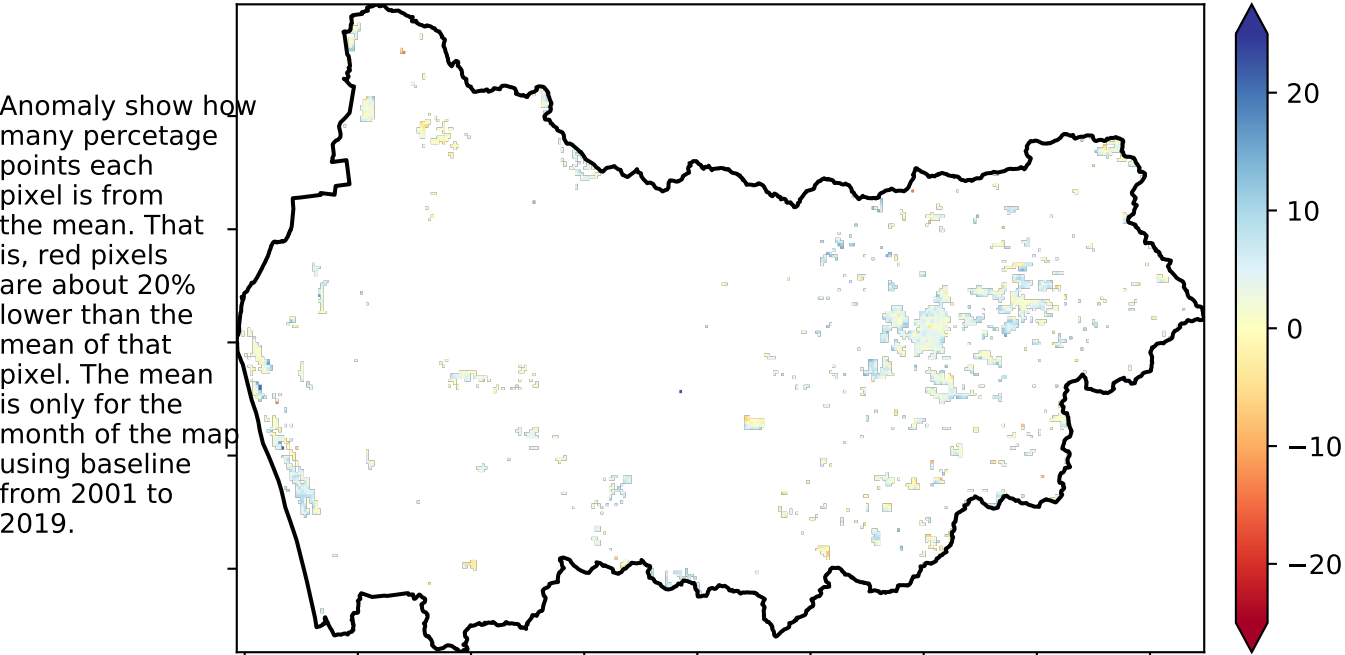 Anomaly show how
many percetage
points each
pixel is from
the mean. That
is, red pixels
are about 20%
lower than the
mean of that
pixel. The mean
is only for the
month of the map
using baseline
from 2001 to
2019.
20
10
0
−10
−20